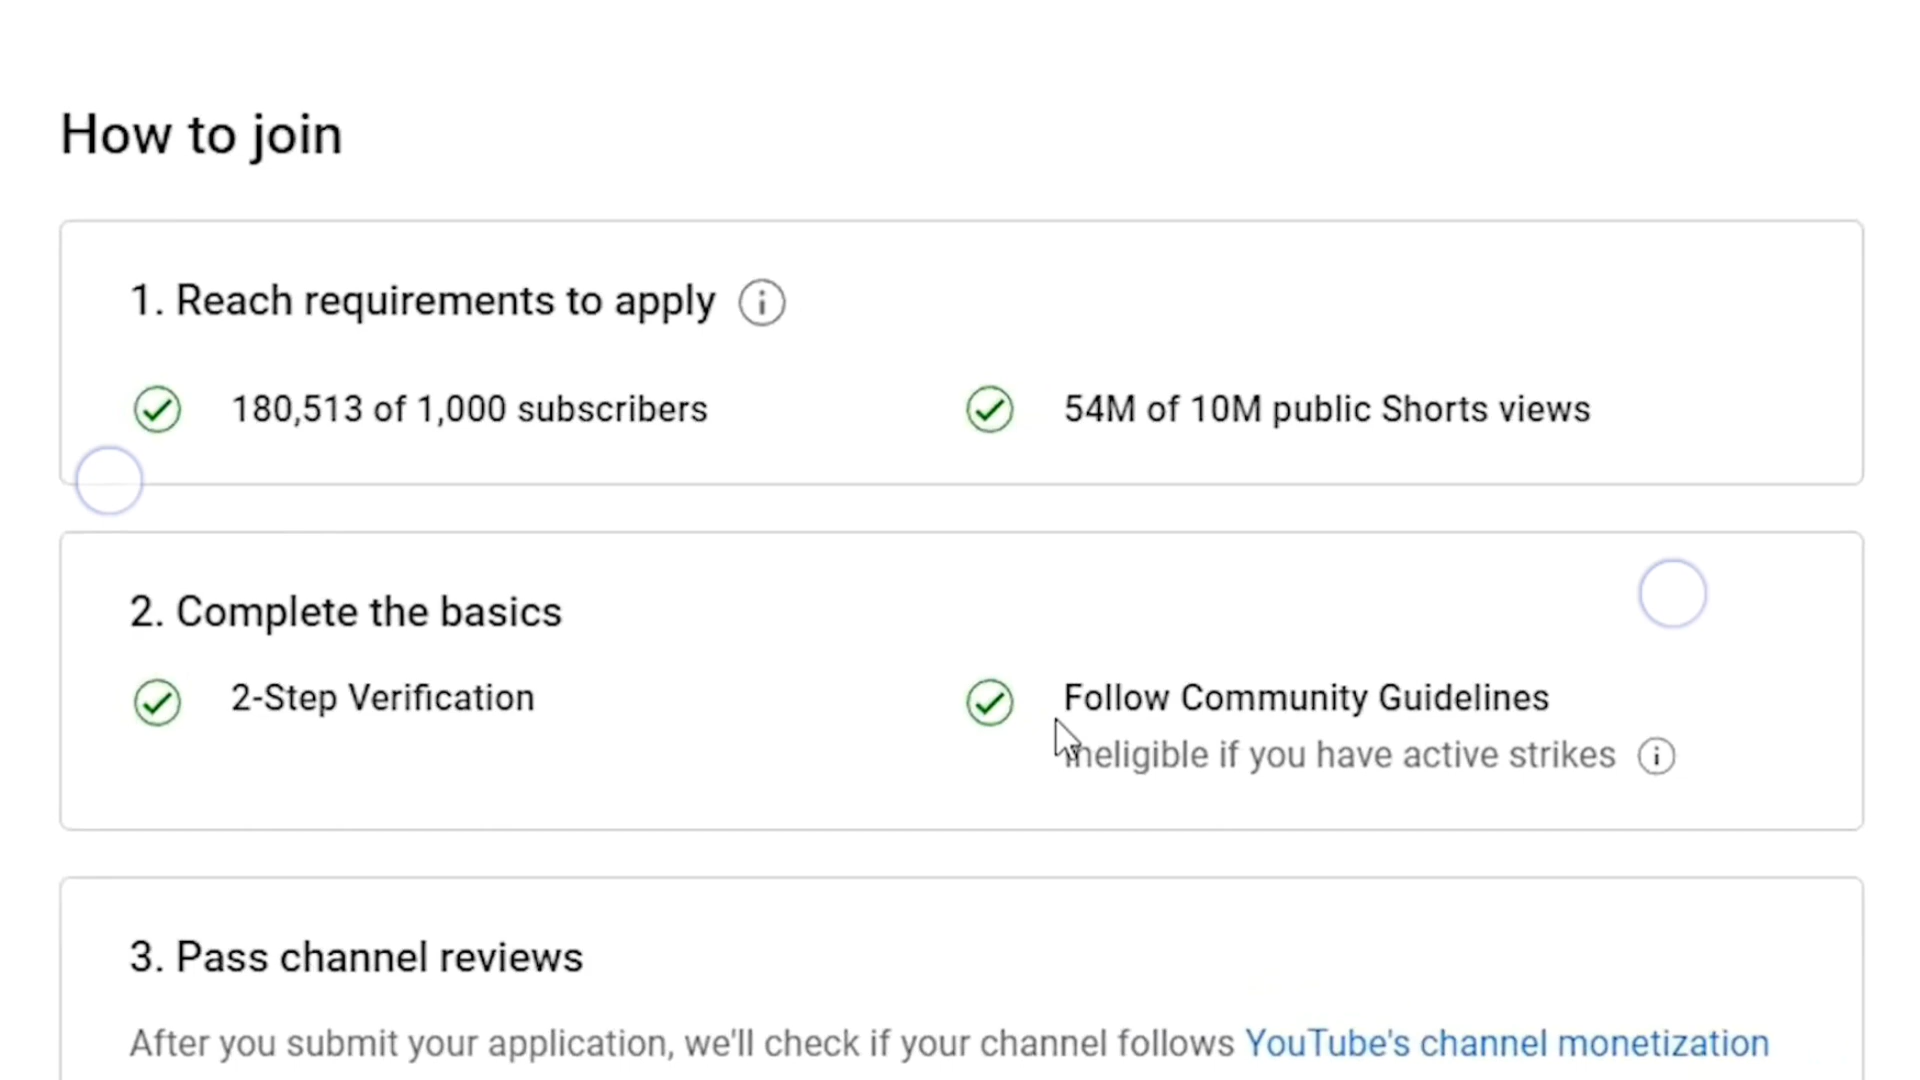 How to join
1. Reach requirements to apply
180,513 of 1,000 subscribers
54M of 10M public Shorts views
2. Complete the basics
2-Step Verification
Follow Community Guidelines
Ineligible if you have active strikes
3. Pass channel reviews
After you submit your application, we'll check if your channel follows YouTube's channel monetization